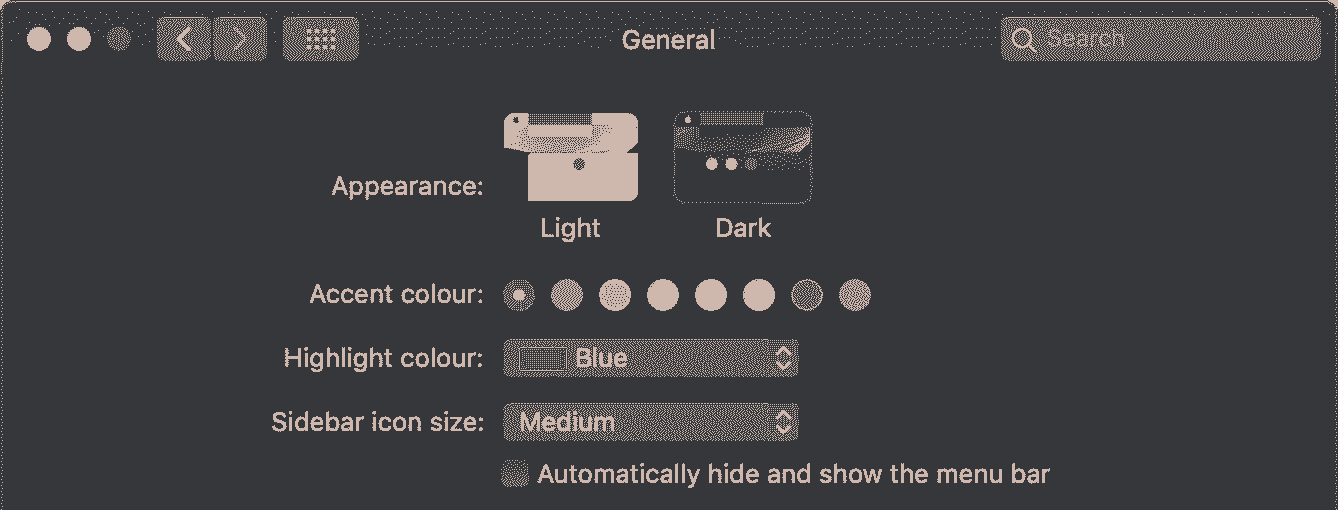 General
Search
Appearance:
Light
Dark
Accent colour:
Highlight colour:
Blue
Sidebar icon size:
Medium
Automatically hide and show the menu bar